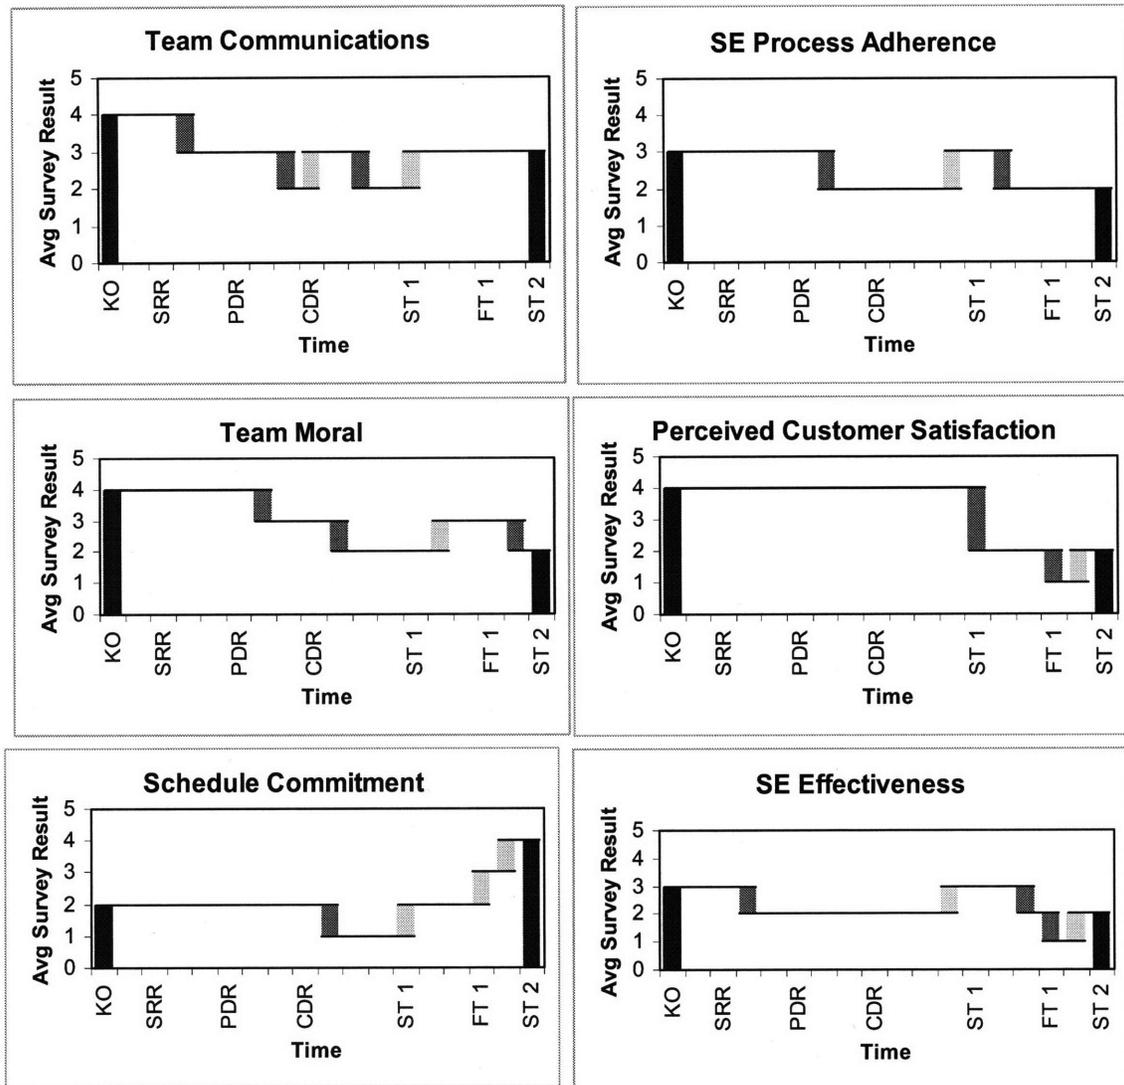 Team Communications
Avg Survey Result
5
4
3
2
1
0
KO
SRR
PDR
CDR
ST 1
FT 1
ST 2
Time
SE Process Adherence
Avg Survey Result
5
4
3
2
1
0
KO
SRR
PDR
CDR
ST 1
FT 1
ST 2
Time
Team Moral
Avg Survey Result
5
4
3
2
1
0
KO
SRR
PDR
CDR
ST 1
FT 1
ST 2
Time
Perceived Customer Satisfaction
Avg Survey Result
5
4
3
2
1
0
KO
SRR
PDR
CDR
ST 1
FT 1
ST 2
Time
Schedule Commitment
Avg Survey Result
5
4
3
2
1
0
KO
SRR
PDR
CDR
ST 1
FT 1
ST 2
Time
SE Effectiveness
Avg Survey Result
5
4
3
2
1
0
KO
SRR
PDR
CDR
ST 1
FT 1
ST 2
Time